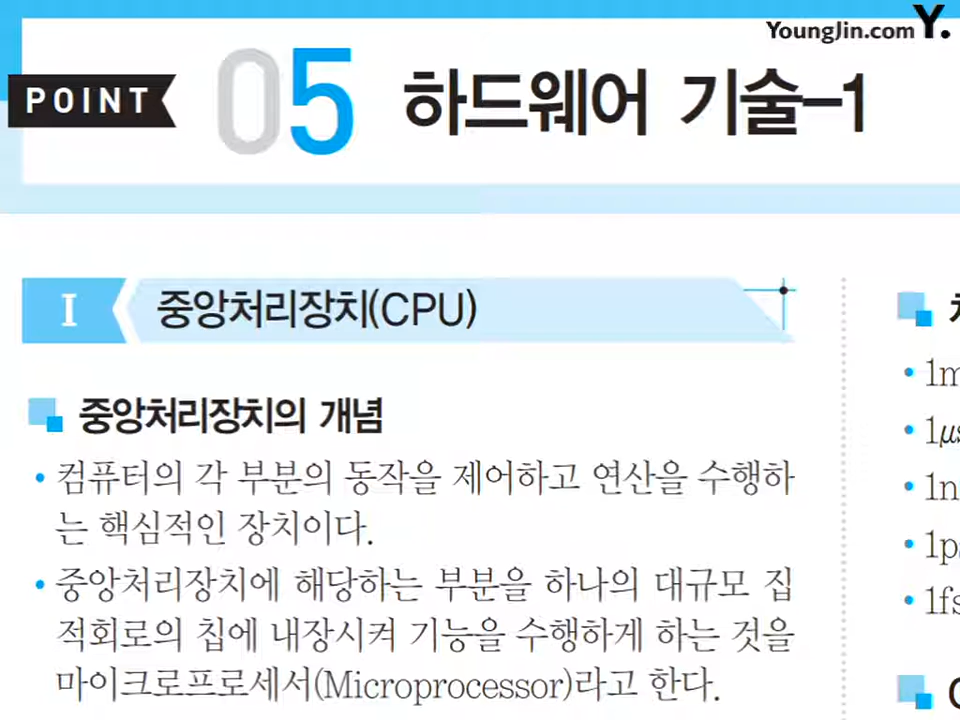 YoungJin.com Y.
POINT 05 하드웨어 기술-1
I 중앙처리장치(CPU)
중앙처리장치의 개념
• 컴퓨터의 각 부분의 동작을 제어하고 연산을 수행하
는 핵심적인 장치이다.
• 중앙처리장치에 해당하는 부분을 하나의 대규모 집
적회로의 칩에 내장시켜 기능을 수행하게 하는 것을
마이크로프로세서(Microprocessor)라고 한다.
• 1m
• 1μs
• 1n
• 1ps
• 1fs